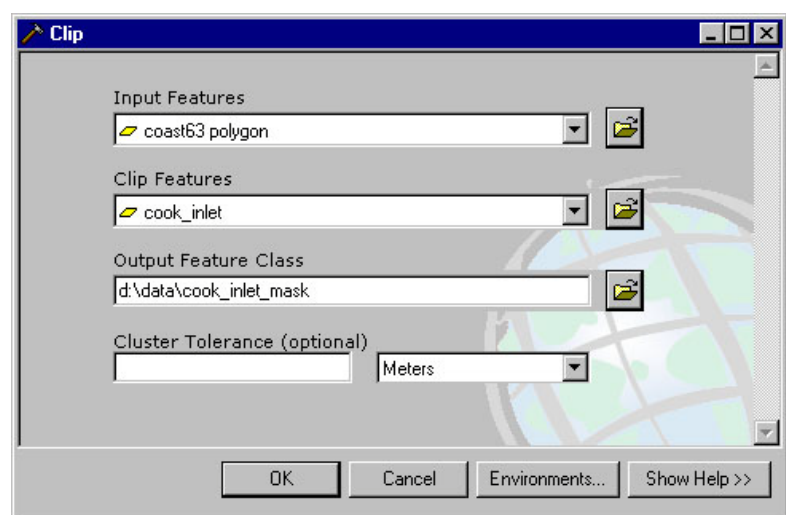 Clip
Input Features
coast63 polygon
Clip Features
cook_inlet
Output Feature Class
d:\data\cook_inlet_mask
Cluster Tolerance (optional)
Meters
OK Cancel Environments... Show Help >>